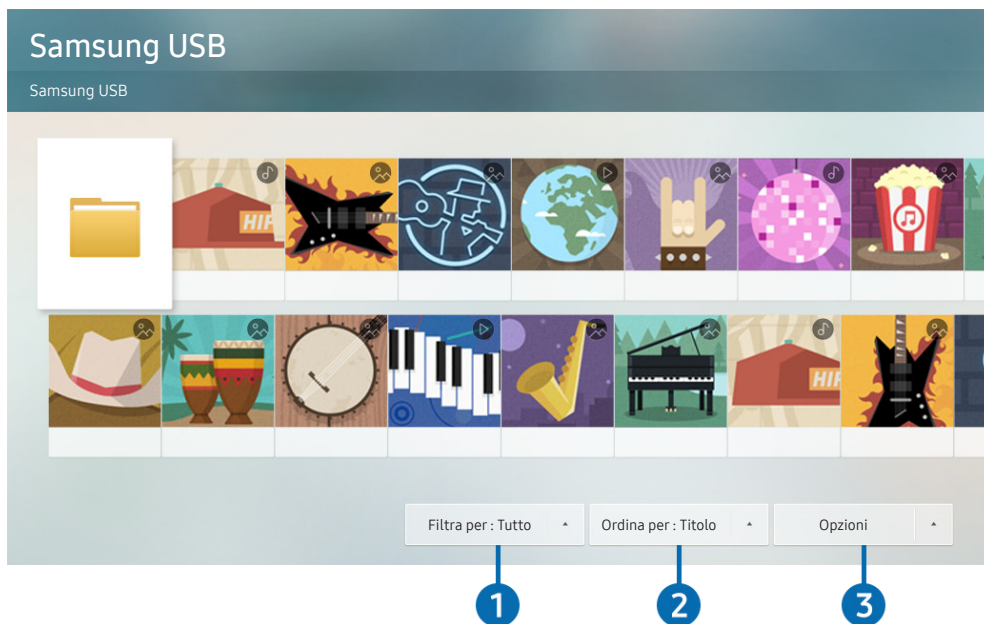 Samsung USB
Samsung USB
HIP
HIP
Filtra per : Tutto
Ordina per : Titolo
Opzioni
1
2
3